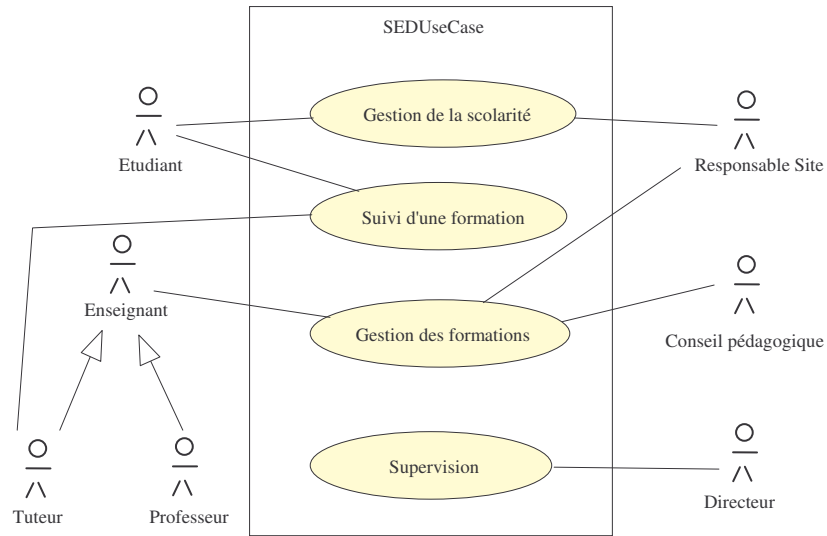 SEDUseCase
Gestion de la scolarité
Etudiant
Responsable Site
Suivi d'une formation
Enseignant
Gestion des formations
Conseil pédagogique
Supervision
Directeur
Tuteur
Professeur